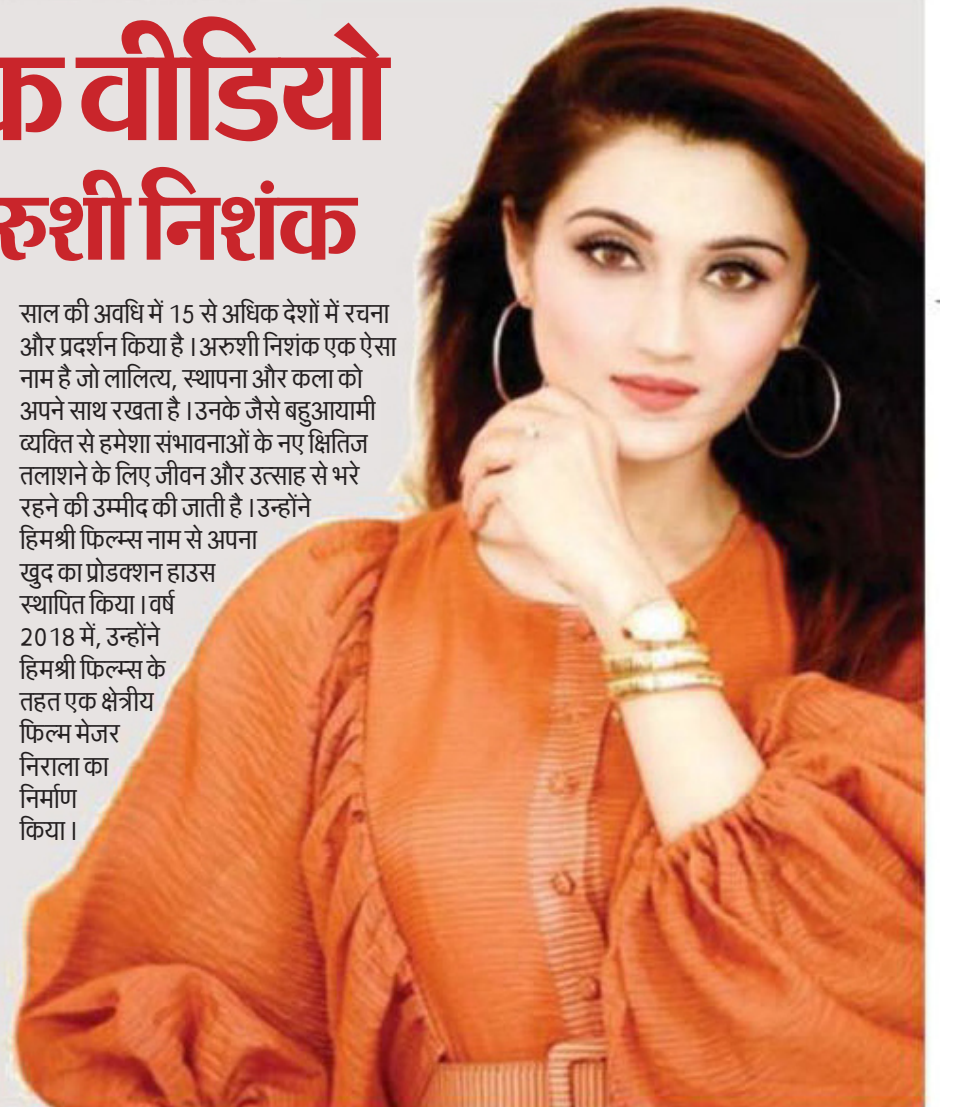 क वीडियो
रुशी निशंक
साल की अवधि में 15 से अधिक देशों में रचना
और प्रदर्शन किया है । अरुशी निशंक एक ऐसा
नाम है जो लालित्य, स्थापना और कला को
अपने साथ रखता है । उनके जैसे बहुआयामी
व्यक्ति से हमेशा संभावनाओं के नए क्षितिज
तलाशने के लिए जीवन और उत्साह से भरे
रहने की उम्मीद की जाती है । उन्होंने
हिमश्री फिल्म्स नाम से अपना
खुद का प्रोडक्शन हाउस
स्थापित किया । वर्ष
2018 में, उन्होंने
हिमश्री फिल्म्स के
तहत एक क्षेत्रीय
फिल्म मेजर
निराला का
निर्माण
किया ।